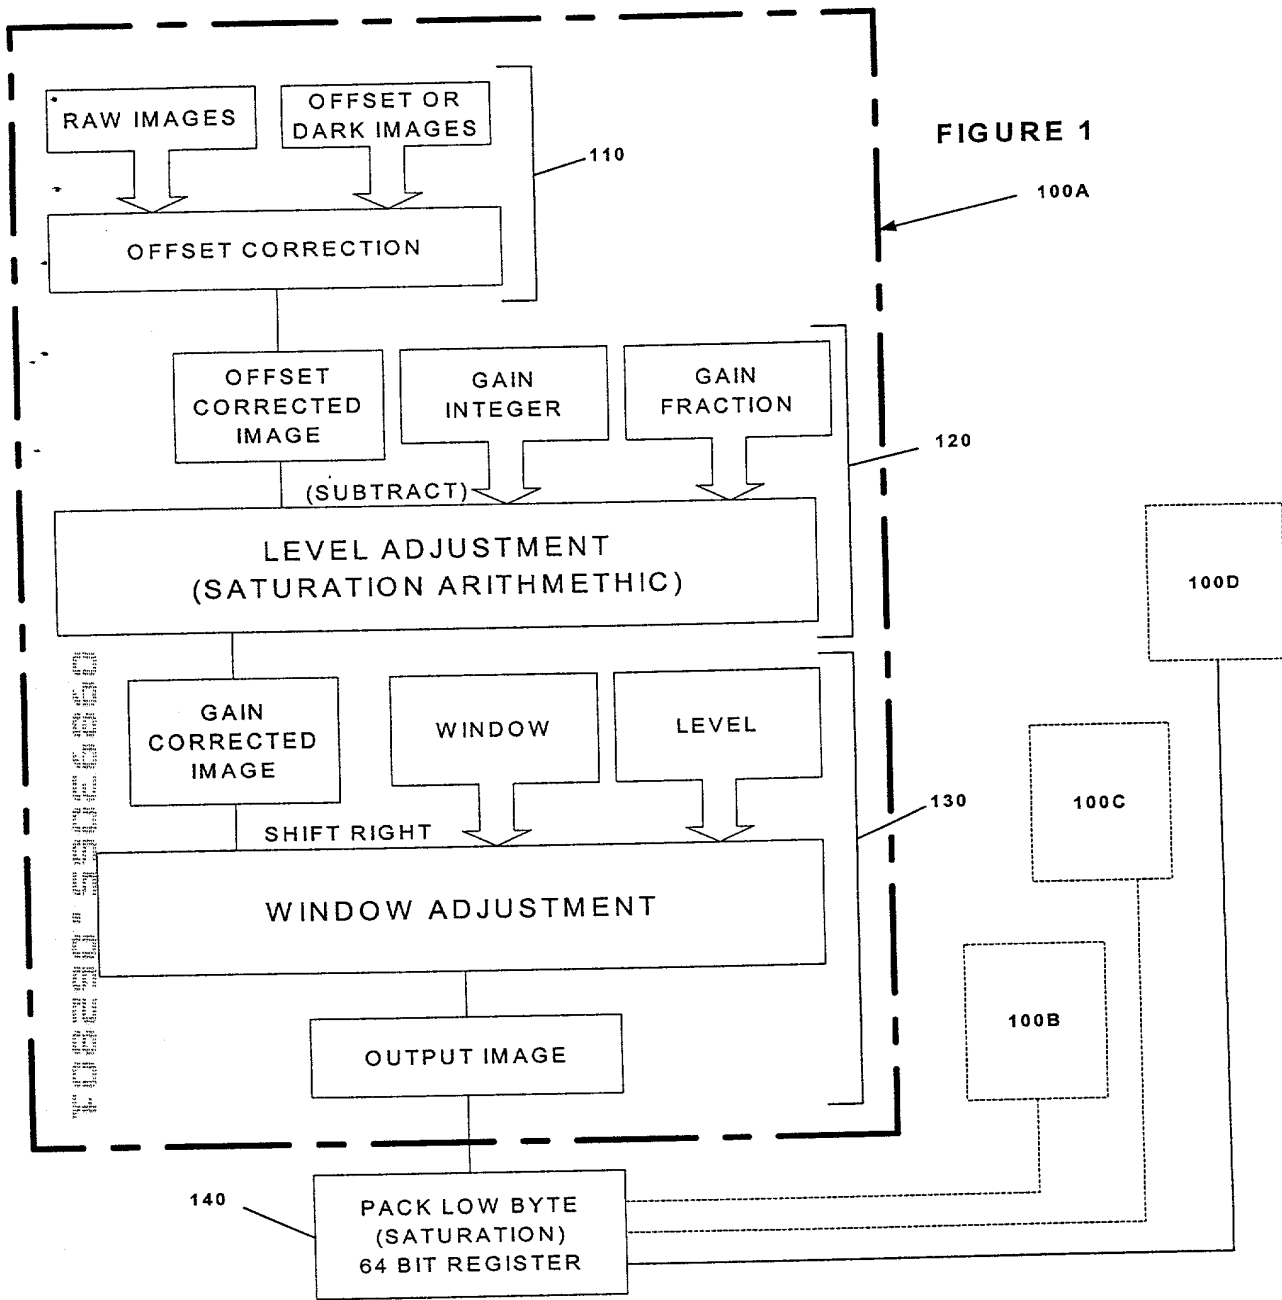 FIGURE 1
100A
RAW IMAGES
OFFSET OR
DARK IMAGES
110
OFFSET CORRECTION
OFFSET
CORRECTED
IMAGE
GAIN
INTEGER
GAIN
FRACTION
120
(SUBTRACT)
LEVEL ADJUSTMENT
(SATURATION ARITHMETHIC)
100D
GAIN
CORRECTED
IMAGE
WINDOW
LEVEL
130
100C
SHIFT RIGHT
WINDOW ADJUSTMENT
100B
OUTPUT IMAGE
140
PACK LOW BYTE
(SATURATION)
64 BIT REGISTER